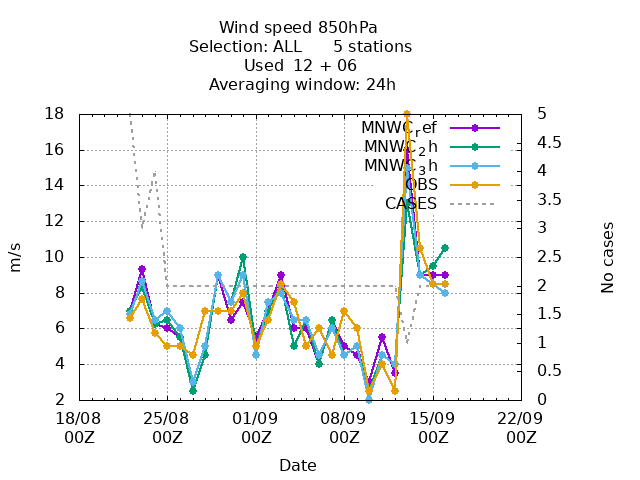 Wind speed 850hPa
Selection: ALL 5 stations
Used 12 + 06
Averaging window: 24h
18 16 14 12 10 8 6 4 2
m/s
5 4.5 4 3.5 3 2.5 2 1.5 1 0.5 0
No cases
MNWC_ref
MNWC_2h
MNWC_3h
OBS
CASES
18/08 25/08 01/09 08/09 15/09 22/09
00Z 00Z 00Z 00Z 00Z 00Z
Date